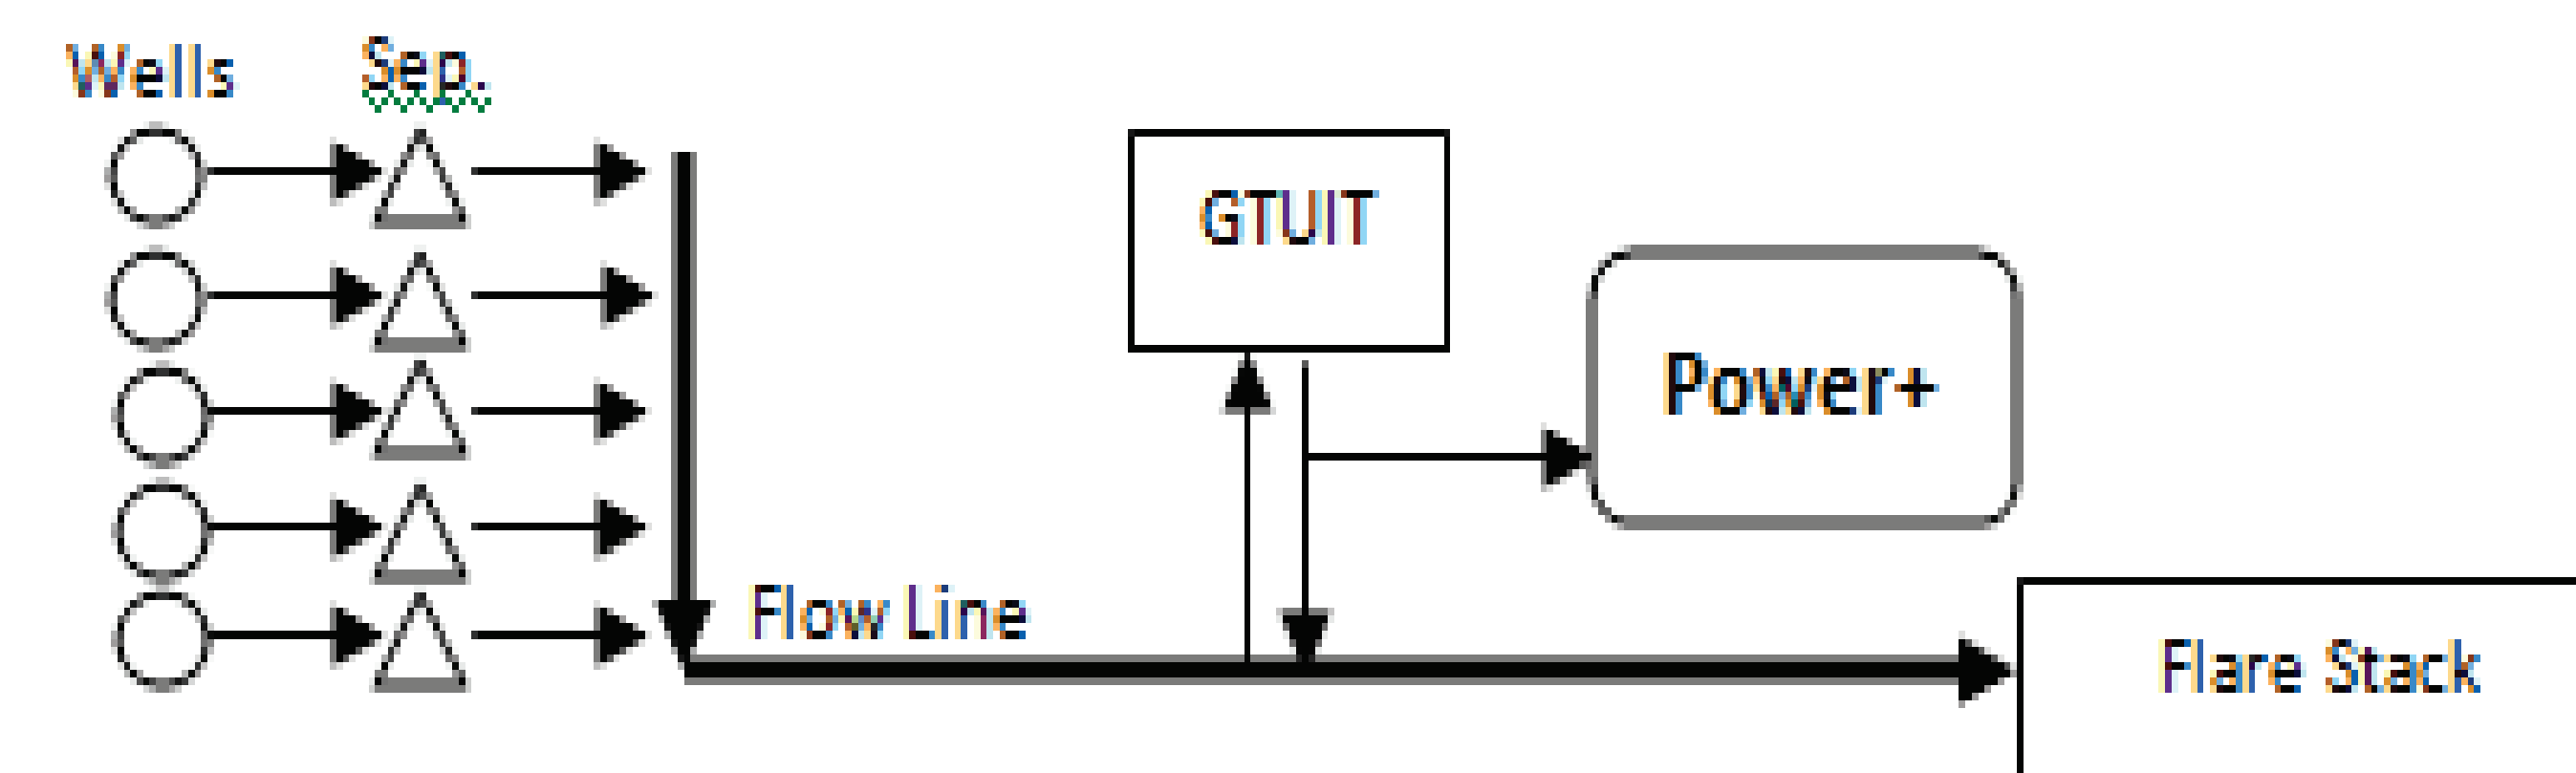 Wells
Sep.
GTUIT
Power+
Flow Line
Flare Stack